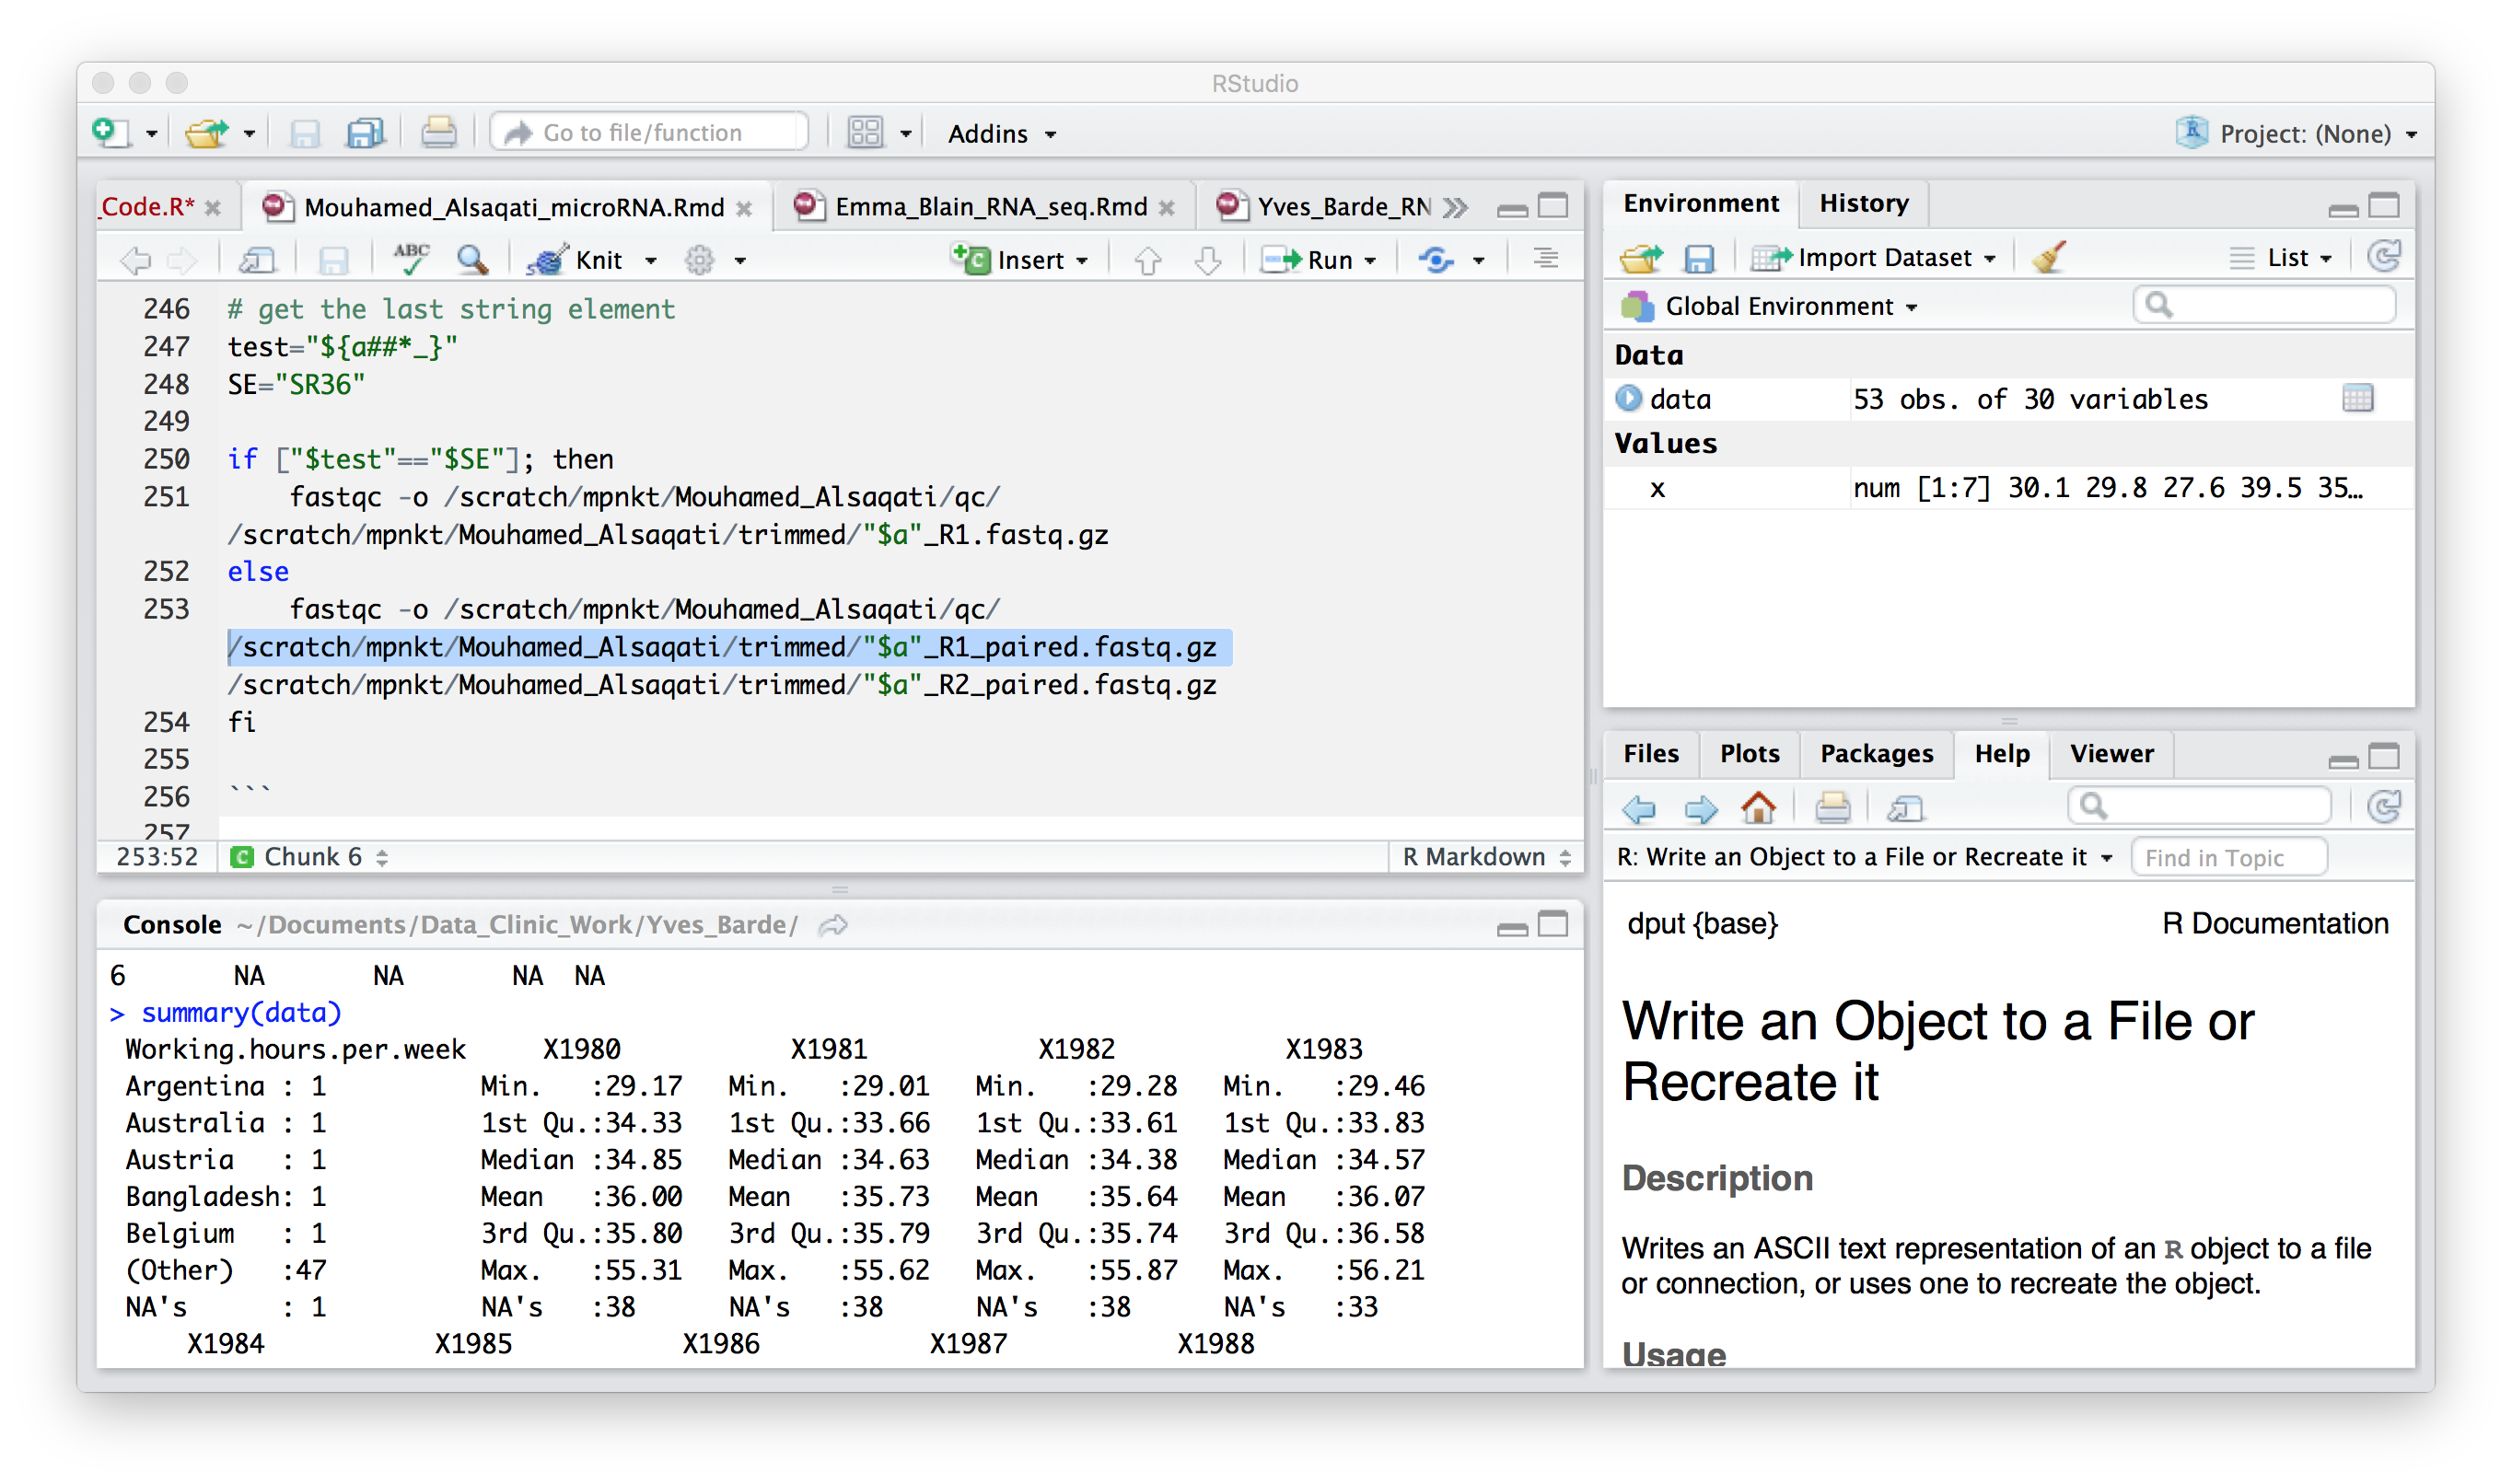 RStudio
Go to file/function
Addins
Project: (None)
_Code.R*
Mouhamed_Alsaqati_microRNA.Rmd
Emma_Blain_RNA_seq.Rmd
Yves_Barde_RN
ABC
Knit
Insert
Run
246 # get the last string element
247 test="${a##*_}"
248 SE="SR36"
249
250 if ["$test"=="$SE"]; then
251     fastqc -o /scratch/mpnkt/Mouhamed_Alsaqati/qc/
/scratch/mpnkt/Mouhamed_Alsaqati/trimmed/"$a"_R1.fastq.gz
252 else
253     fastqc -o /scratch/mpnkt/Mouhamed_Alsaqati/qc/
/scratch/mpnkt/Mouhamed_Alsaqati/trimmed/"$a"_R1_paired.fastq.gz
/scratch/mpnkt/Mouhamed_Alsaqati/trimmed/"$a"_R2_paired.fastq.gz
254 fi
255
256 ```
257
253:52 C Chunk 6 R Markdown
Console ~/Documents/Data_Clinic_Work/Yves_Barde/
6       NA       NA       NA  NA
> summary(data)
Working.hours.per.week     X1980           X1981           X1982           X1983
Argentina : 1          Min.   :29.17   Min.   :29.01   Min.   :29.28   Min.   :29.46
Australia : 1          1st Qu.:34.33   1st Qu.:33.66   1st Qu.:33.61   1st Qu.:33.83
Austria   : 1          Median :34.85   Median :34.63   Median :34.38   Median :34.57
Bangladesh: 1          Mean   :36.00   Mean   :35.73   Mean   :35.64   Mean   :36.07
Belgium   : 1          3rd Qu.:35.80   3rd Qu.:35.79   3rd Qu.:35.74   3rd Qu.:36.58
(Other)   :47          Max.   :55.31   Max.   :55.62   Max.   :55.87   Max.   :56.21
NA's      : 1          NA's   :38      NA's   :38      NA's   :38      NA's   :33
X1984           X1985           X1986           X1987           X1988
Environment History
Import Dataset List
Global Environment
Data
data 53 obs. of 30 variables
Values
x num [1:7] 30.1 29.8 27.6 39.5 35…
Files Plots Packages Help Viewer
R: Write an Object to a File or Recreate it Find in Topic
dput {base} R Documentation
Write an Object to a File or
Recreate it
Description
Writes an ASCII text representation of an R object to a file
or connection, or uses one to recreate the object.
Usage